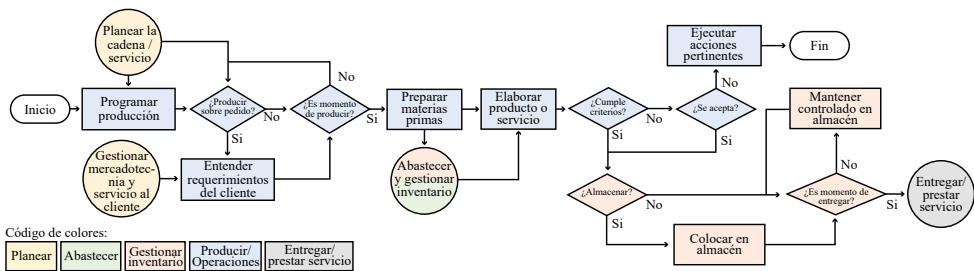 Planear la
cadena /
servicio
Inicio
Programar
producción
¿Producir
sobre pedido?
No
Si
Gestionar
mercadotec-
nia y
servicio al
cliente
Entender
requerimientos
del cliente
No
¿Es momento
de producir?
Si
Preparar
materias
primas
Abastecer
y gestionar
inventario
Elaborar
producto o
servicio
¿Cumple
criterios?
No
Si
¿Se acepta?
No
Si
Ejecutar
acciones
pertinentes
Fin
¿Almacenar?
No
Si
Colocar en
almacén
Mantener
controlado en
almacén
No
¿Es momento de
entregar?
Si
Entregar/
prestar
servicio
Código de colores:
Planear
Abastecer
Gestionar
inventario
Producir/
Operaciones
Entregar/
prestar servicio